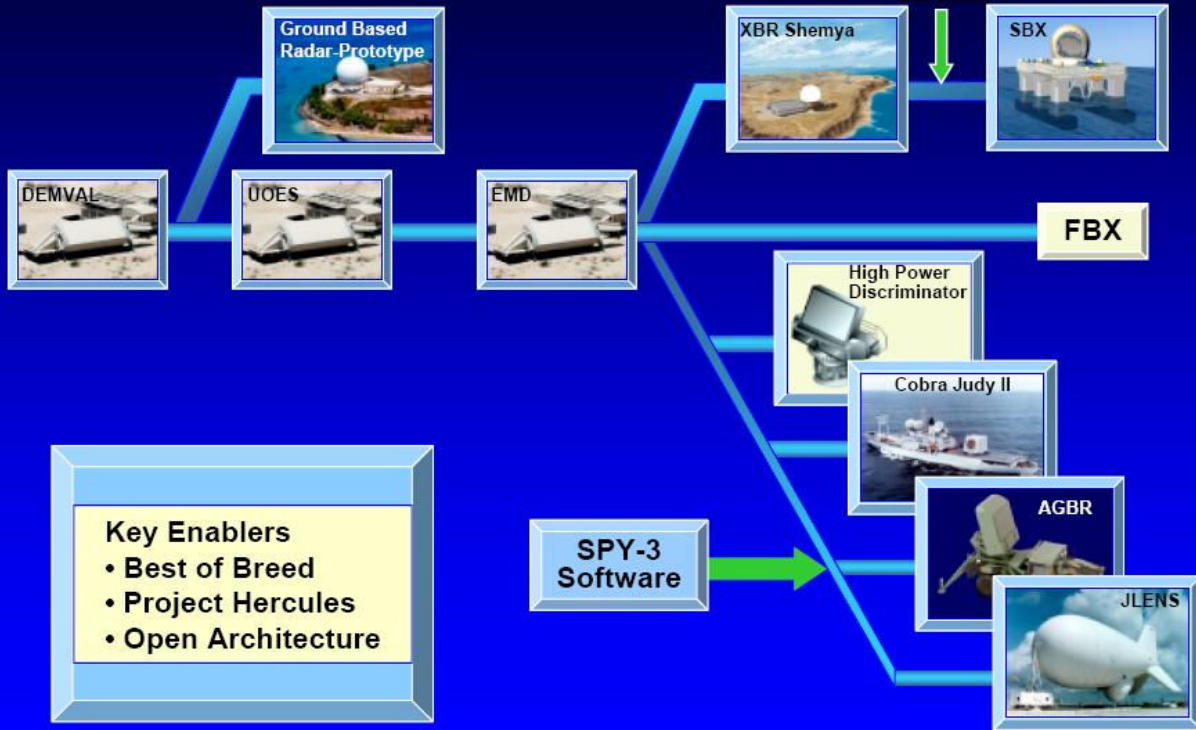 Ground Based
Radar-Prototype
XBR Shemya
SBX
DEMVAL
UOES
EMD
FBX
High Power
Discriminator
Cobra Judy II
AGBR
JLENS
SPY-3
Software
Key Enablers
• Best of Breed
• Project Hercules
• Open Architecture